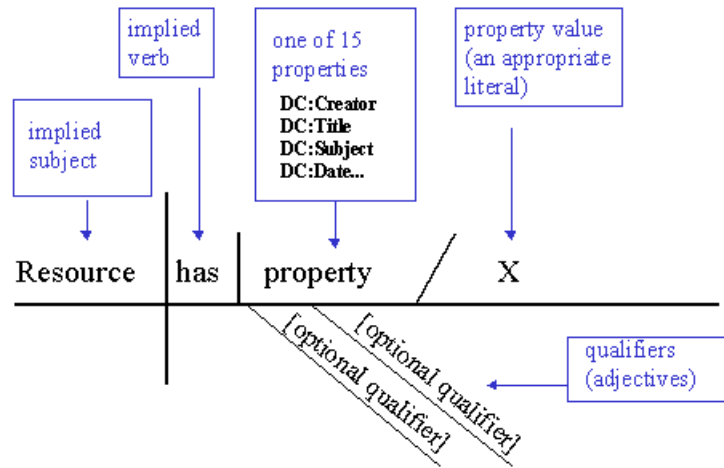 implied
verb
one of 15
properties
DC:Creator
DC:Title
DC:Subject
DC:Date...
property value
(an appropriate
literal)
implied
subject
Resource has property X
[optional qualifier]
[optional qualifier]
qualifiers
(adjectives)